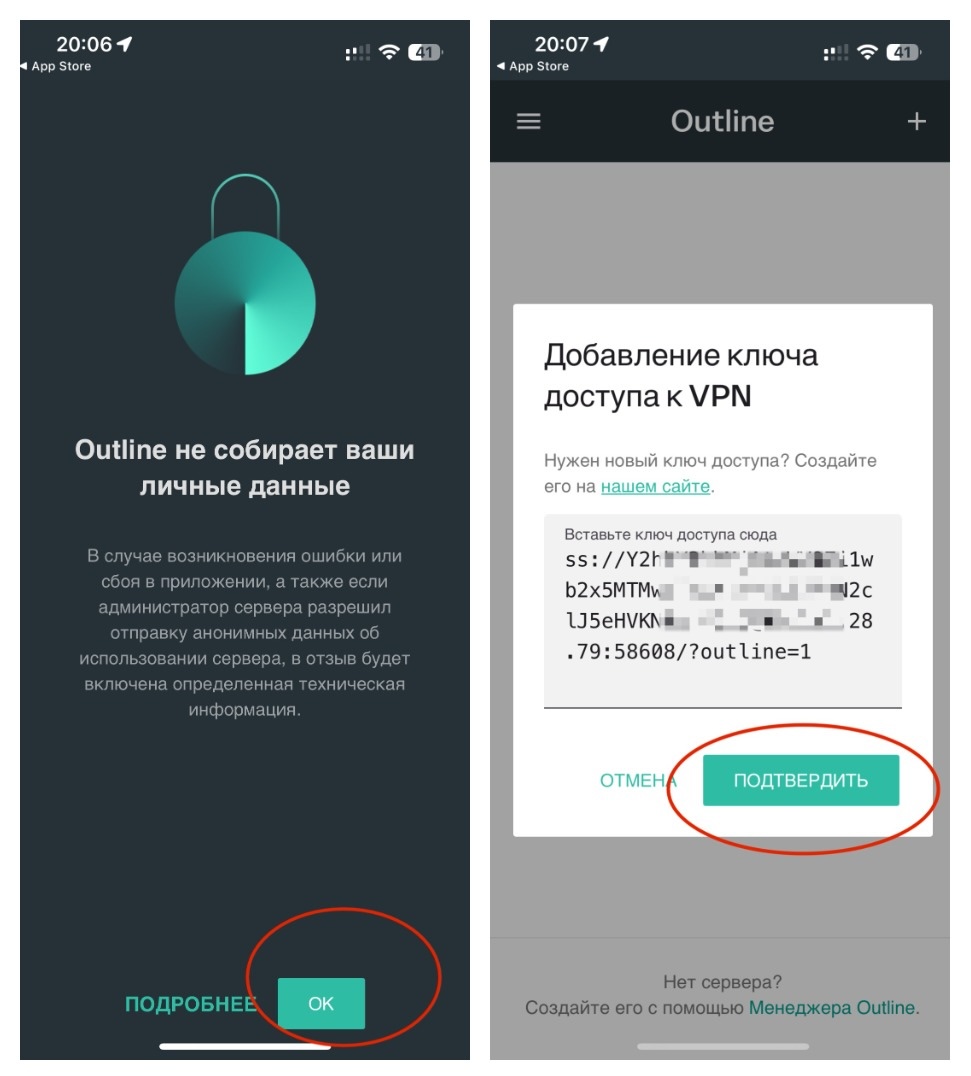 20:06
41
App Store
Outline не собирает ваши
личные данные
В случае возникновения ошибки или
сбоя в приложении, а также если
администратор сервера разрешил
отправку анонимных данных об
использовании сервера, в отзыв будет
включена определенная техническая
информация.
ПОДРОБНЕЕ
ОК
20:07
41
App Store
Outline
Добавление ключа
доступа к VPN
Нужен новый ключ доступа? Создайте
его на нашем сайте.
Вставьте ключ доступа сюда
ss://Y2h i1w
b2x5MTMw N2c
lJ5eHVKN 28
.79:58608/?outline=1
ОТМЕНА
ПОДТВЕРДИТЬ
Нет сервера?
Создайте его с помощью Менеджера Outline.